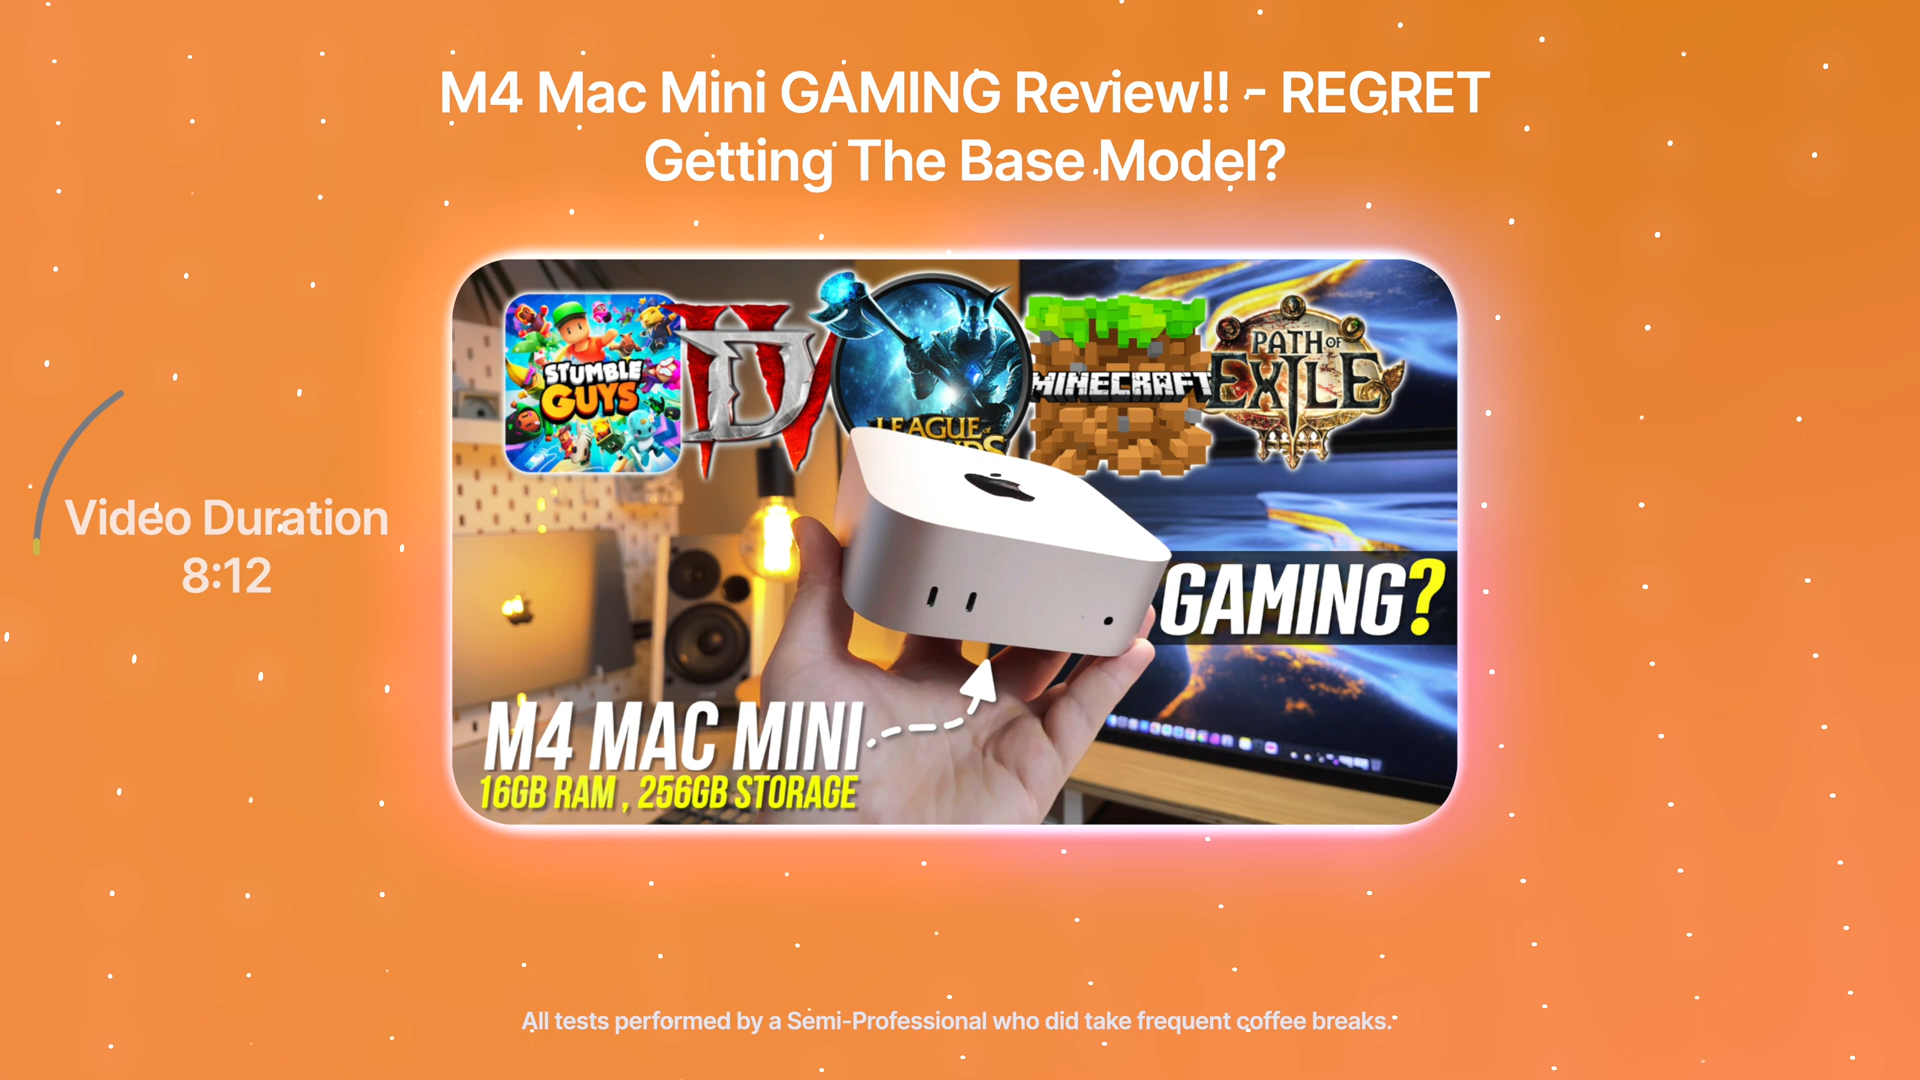 M4 Mac Mini GAMING Review!! - REGRET
Getting The Base Model?
STUMBLE
GUYS
LEAGUE OF
MINECRAFT
PATH OF
EXILE
Video Duration
8:12
GAMING?
M4 MAC MINI
16GB RAM , 256GB STORAGE
All tests performed by a Semi-Professional who did take frequent coffee breaks.